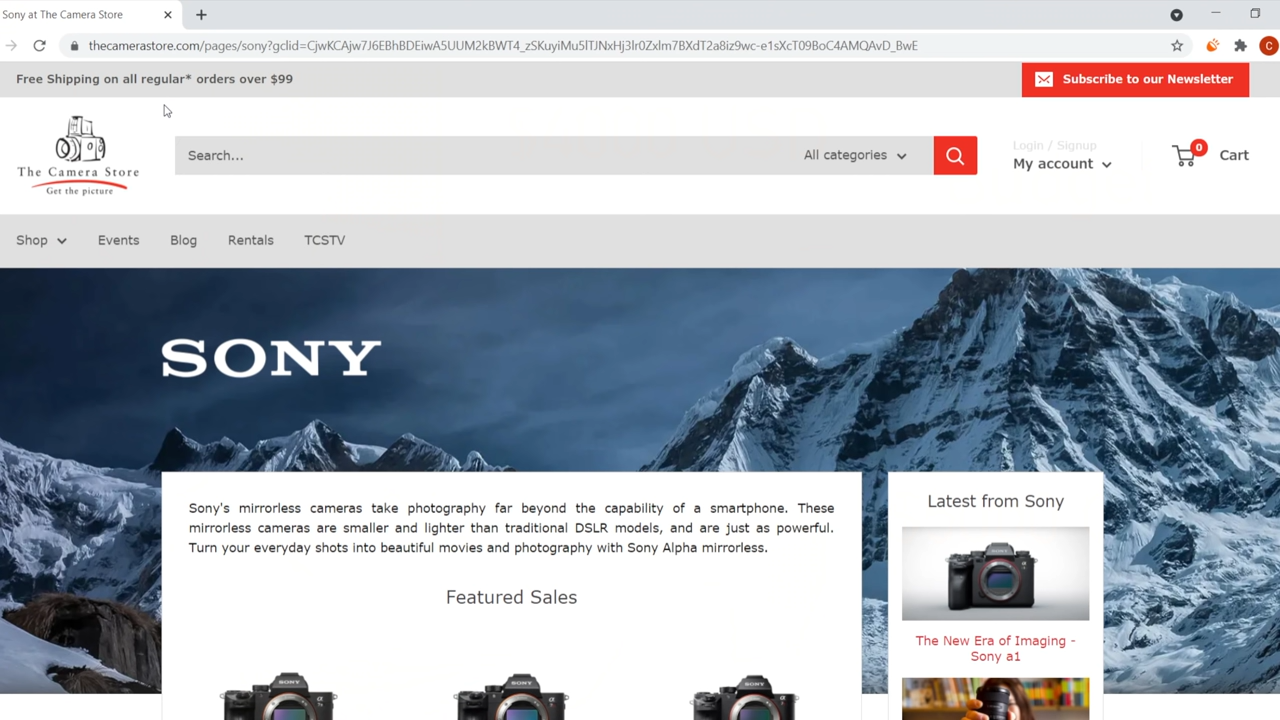 Sony at The Camera Store
thecamerastore.com/pages/sony?gclid=CjwKCAjw7J6EBhBDEiwA5UUM2kBWT4_zSKuyiMu5lTJNxHj3lr0Zxlm7BXdT2a8iz9wc-e1sXcT09BoC4AMQAvD_BwE
C
Free Shipping on all regular* orders over $99
Subscribe to our Newsletter
The Camera Store
Get the picture
Search...
All categories
Login / Signup
My account
0
Cart
Shop
Events
Blog
Rentals
TCSTV
SONY
Sony's mirrorless cameras take photography far beyond the capability of a smartphone. These
mirrorless cameras are smaller and lighter than traditional DSLR models, and are just as powerful.
Turn your everyday shots into beautiful movies and photography with Sony Alpha mirrorless.
Featured Sales
SONY
SONY
SONY
Latest from Sony
SONY
The New Era of Imaging -
Sony a1